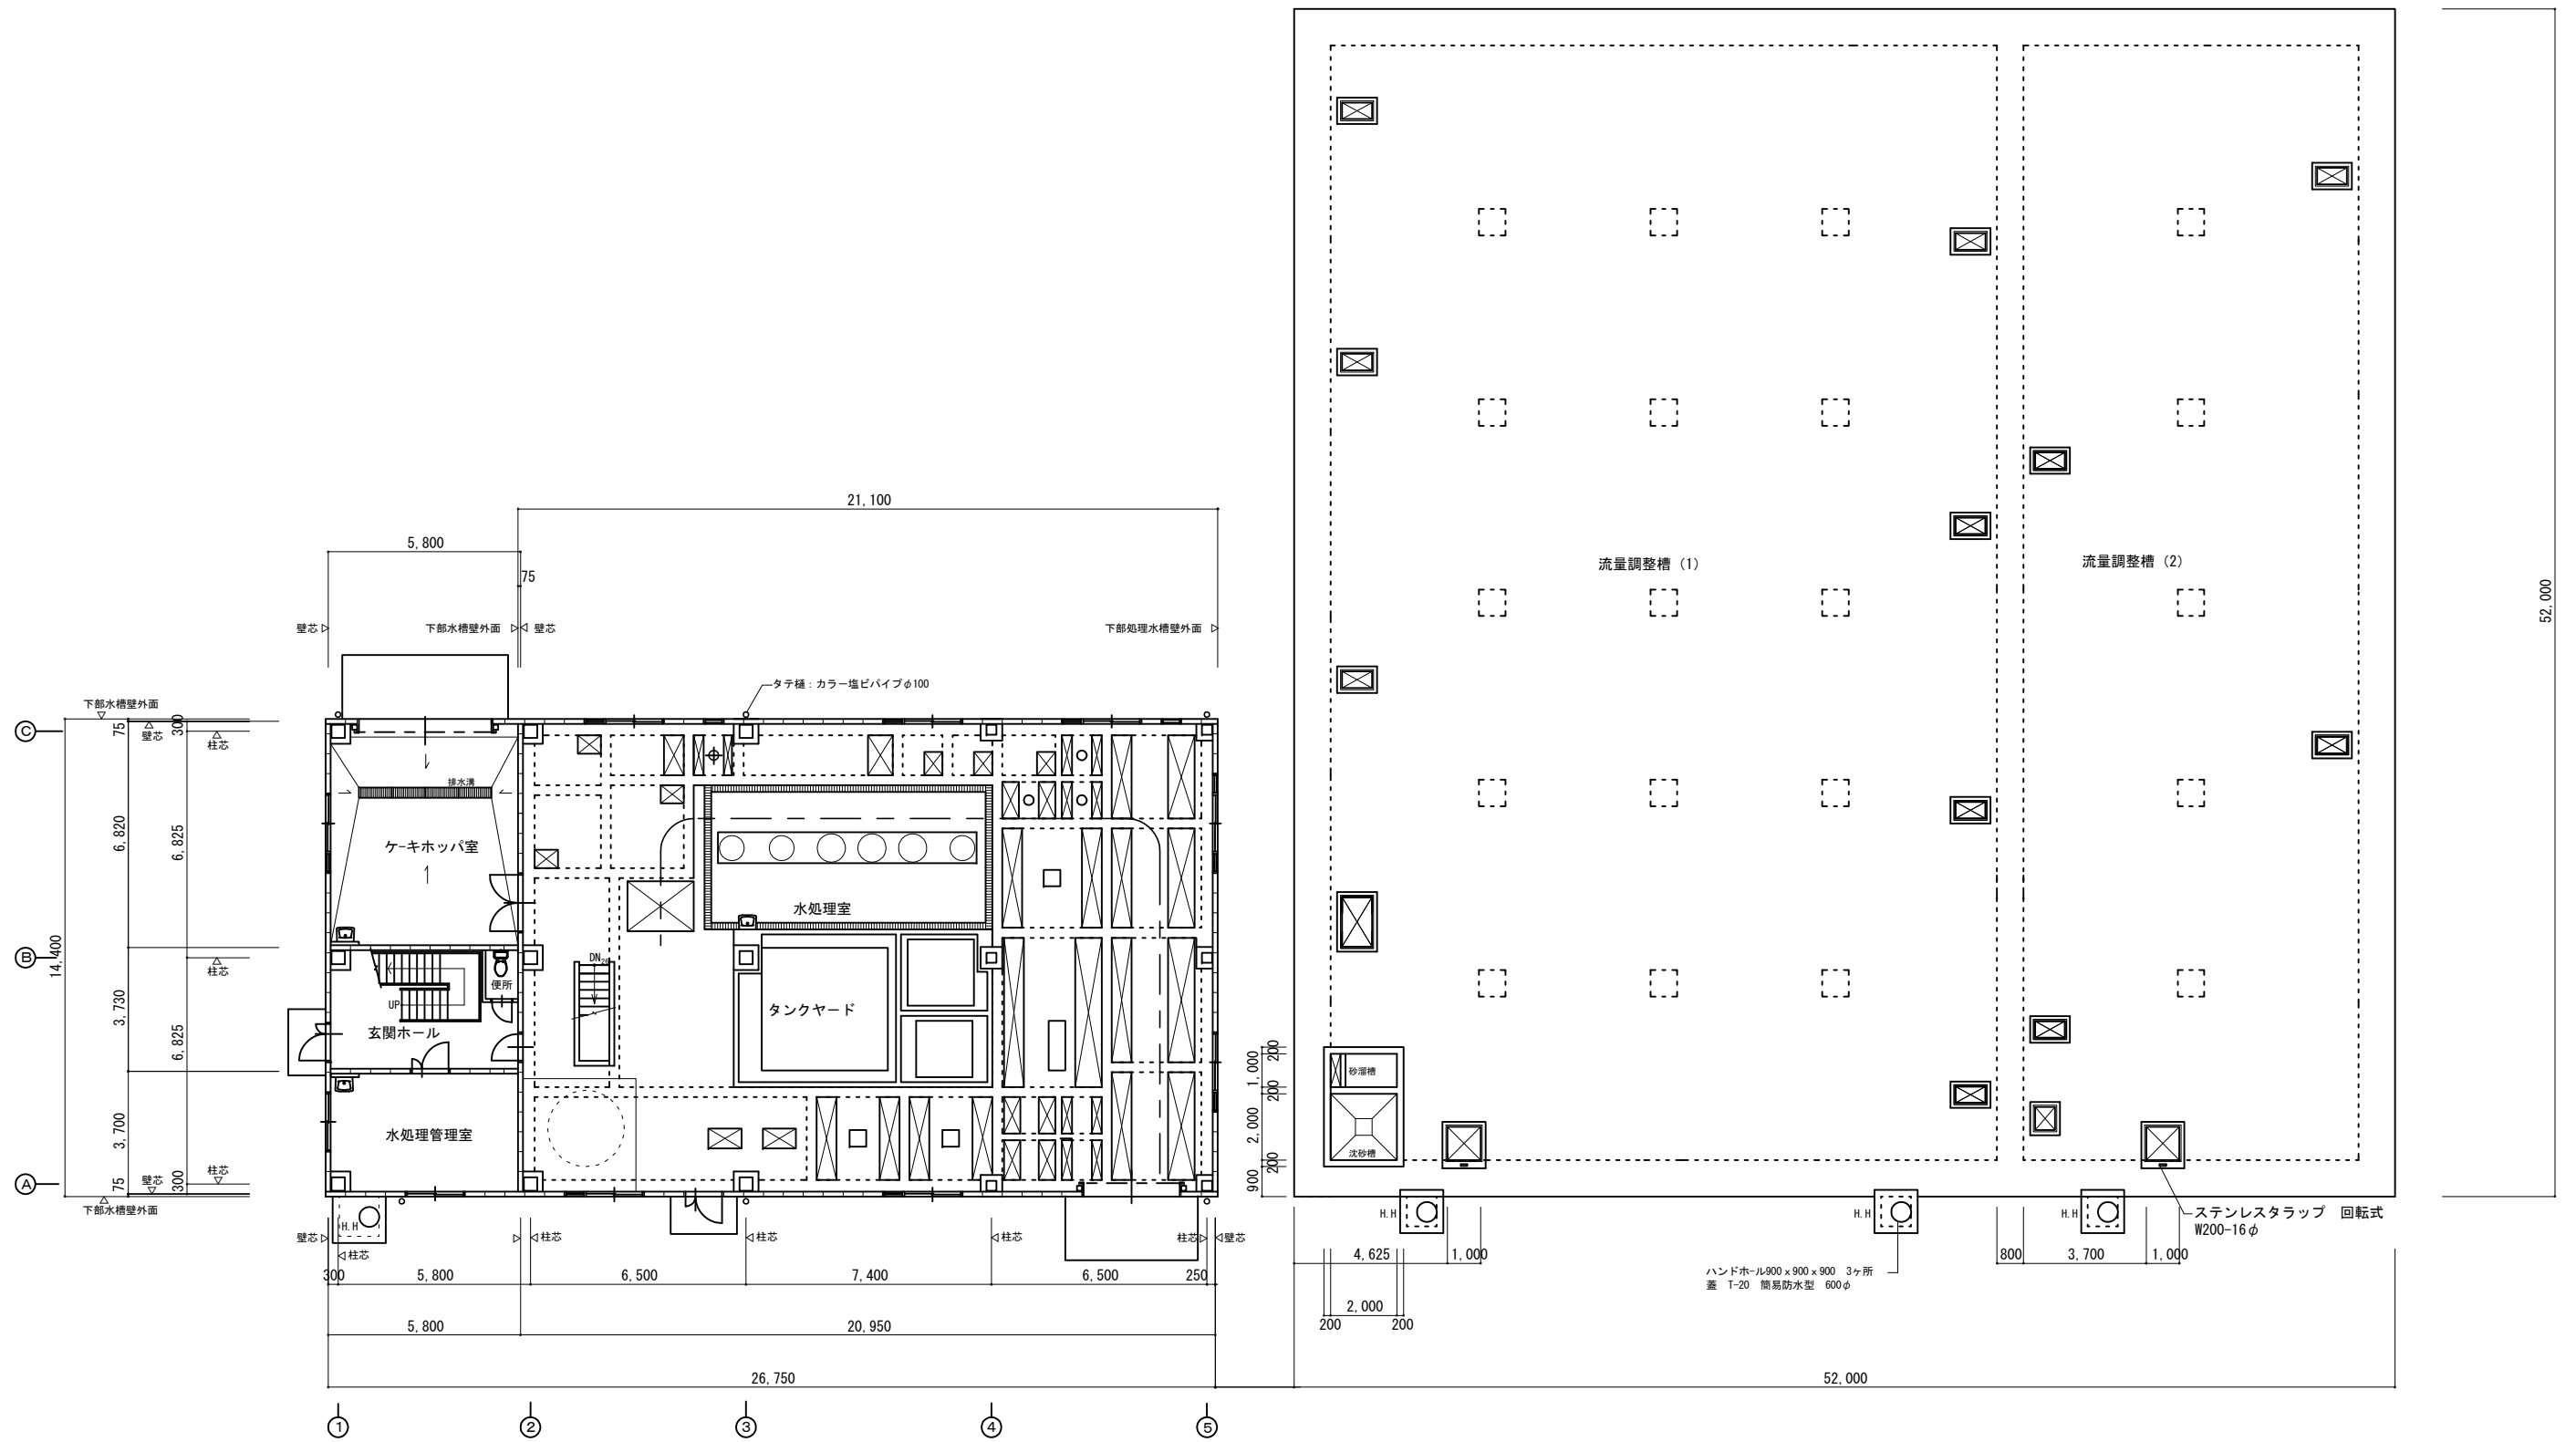 流量調整槽（1）
流量調整槽（2）
52,000
21,100
5,800
75
壁芯
下部水槽壁外面
壁芯
下部処理水槽壁外面
タテ樋：カラー塩ビパイプφ100
下部水槽壁外面
C
75
壁芯
300
柱芯
排水溝
6,820
6,825
ケーキホッパ室
水処理室
14,400
B
柱芯
DN
便所
UP
3,730
タンクヤード
玄関ホール
6,825
200
1,000
砂溜槽
200
3,700
水処理管理室
2,000
沈砂槽
200
900
柱芯
A
75
壁芯
300
下部水槽壁外面
H.H
H.H
H.H
H.H
ステンレスタラップ　回転式
W200-16φ
壁芯
柱芯
柱芯
柱芯
柱芯
柱芯
壁芯
4,625
1,000
800
3,700
1,000
300
5,800
6,500
7,400
6,500
250
ハンドホール900ｘ900ｘ900　3ヶ所
蓋　T-20　簡易防水型　600φ
2,000
200
200
5,800
20,950
26,750
52,000
1
2
3
4
5